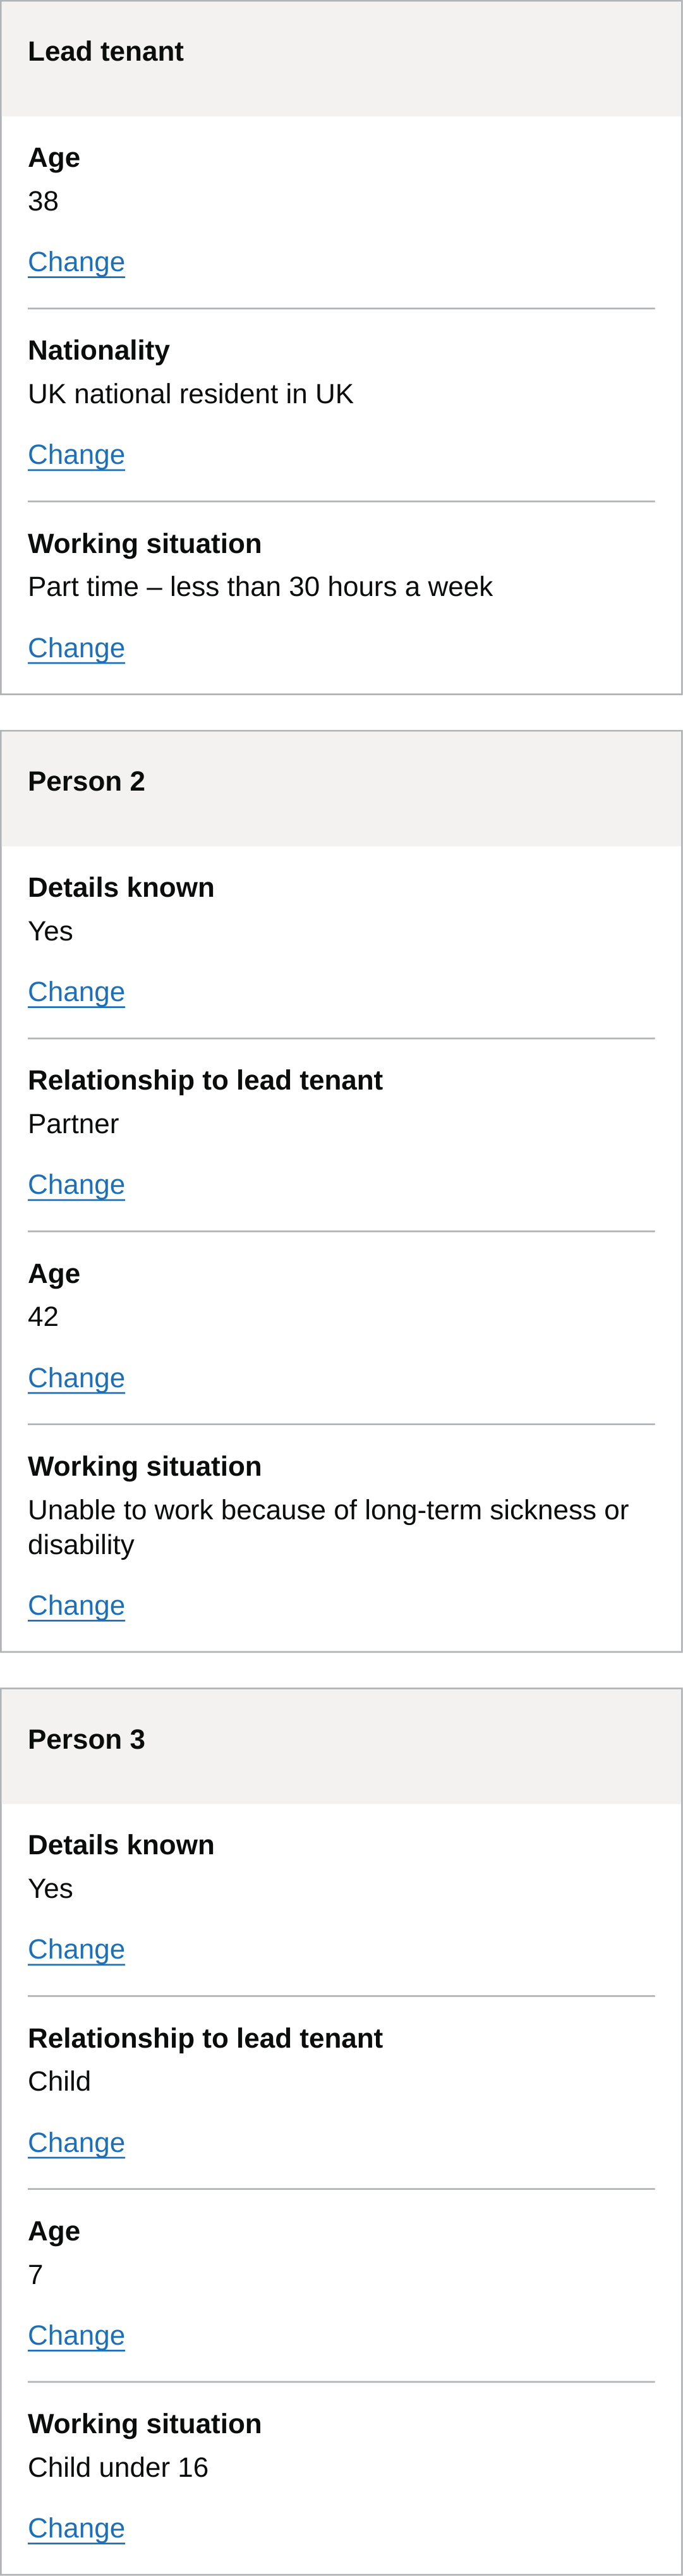 Lead tenant
Age
38
Change
Nationality
UK national resident in UK
Change
Working situation
Part time – less than 30 hours a week
Change
Person 2
Details known
Yes
Change
Relationship to lead tenant
Partner
Change
Age
42
Change
Working situation
Unable to work because of long-term sickness or
disability
Change
Person 3
Details known
Yes
Change
Relationship to lead tenant
Child
Change
Age
7
Change
Working situation
Child under 16
Change